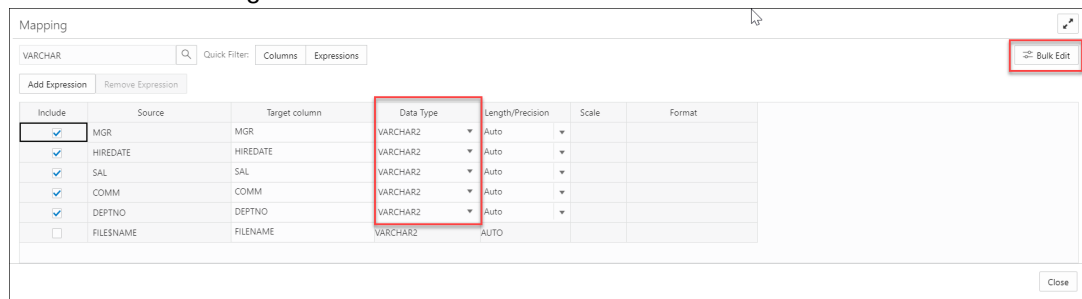 Mapping
VARCHAR Quick Filter: Columns Expressions Bulk Edit
Add Expression Remove Expression
Include Source Target column Data Type Length/Precision Scale Format
MGR MGR VARCHAR2 Auto
HIREDATE HIREDATE VARCHAR2 Auto
SAL SAL VARCHAR2 Auto
COMM COMM VARCHAR2 Auto
DEPTNO DEPTNO VARCHAR2 Auto
FILE$NAME FILENAME VARCHAR2 AUTO
Close